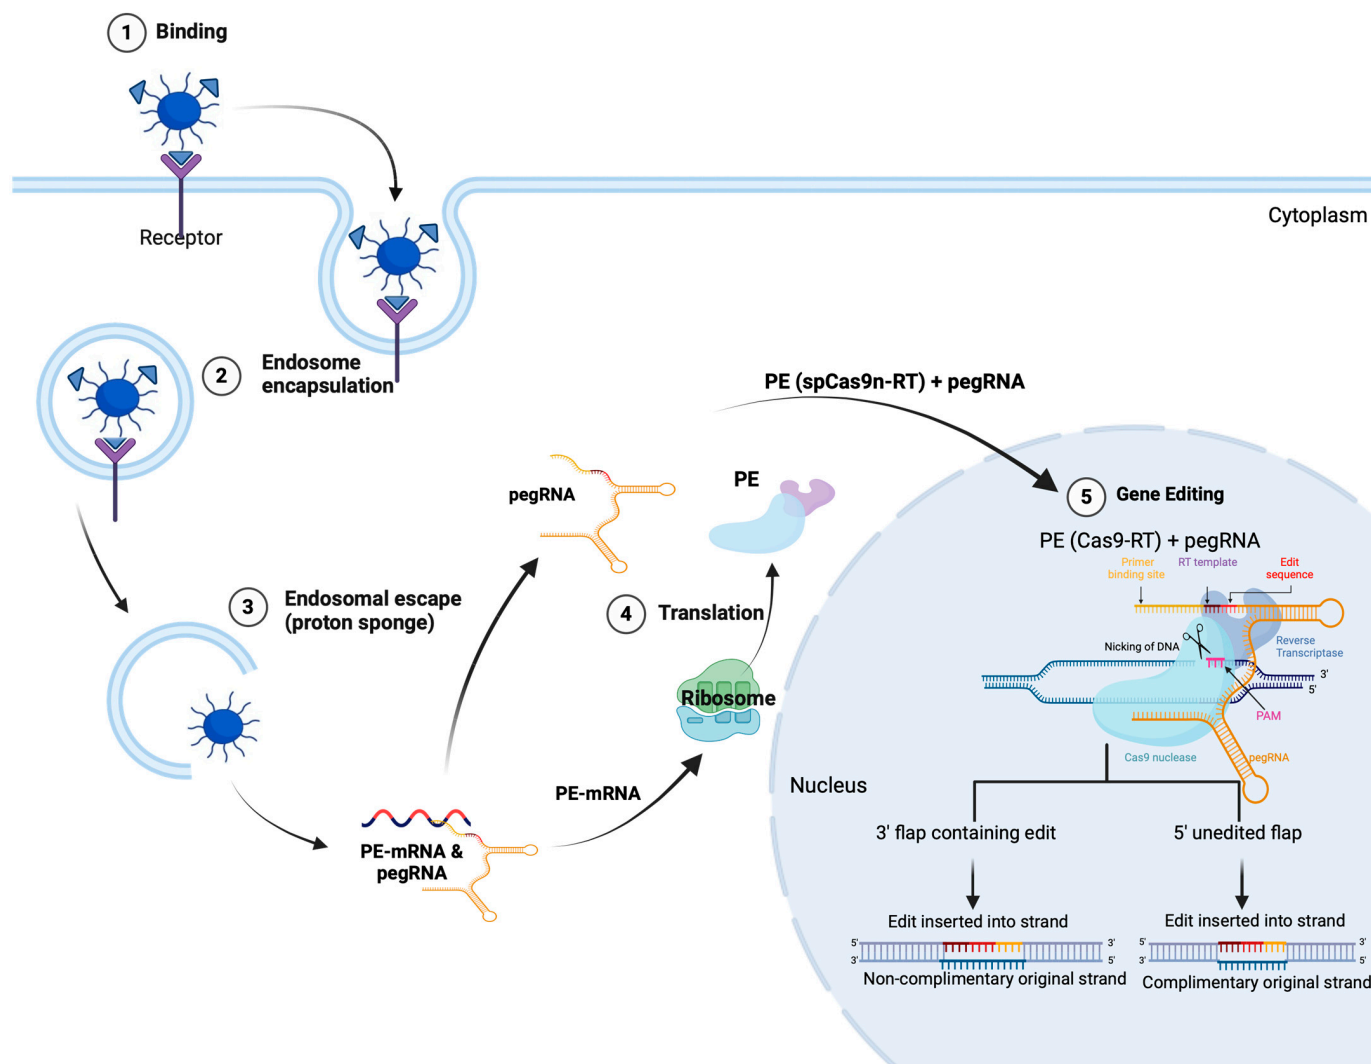 1 Binding
Receptor
Cytoplasm
2 Endosome
encapsulation
3 Endosomal escape
(proton sponge)
PE-mRNA &
pegRNA
pegRNA
PE-mRNA
4 Translation
Ribosome
PE
PE (spCas9n-RT) + pegRNA
Nucleus
5 Gene Editing
PE (Cas9-RT) + pegRNA
Primer
binding site
RT template
Edit
sequence
Nicking of DNA
Reverse
Transcriptase
3'
5'
PAM
Cas9 nuclease
pegRNA
3' flap containing edit
5' unedited flap
Edit inserted into strand
5' 3'
3' 5'
Non-complimentary original strand
Edit inserted into strand
5' 3'
3' 5'
Complimentary original strand